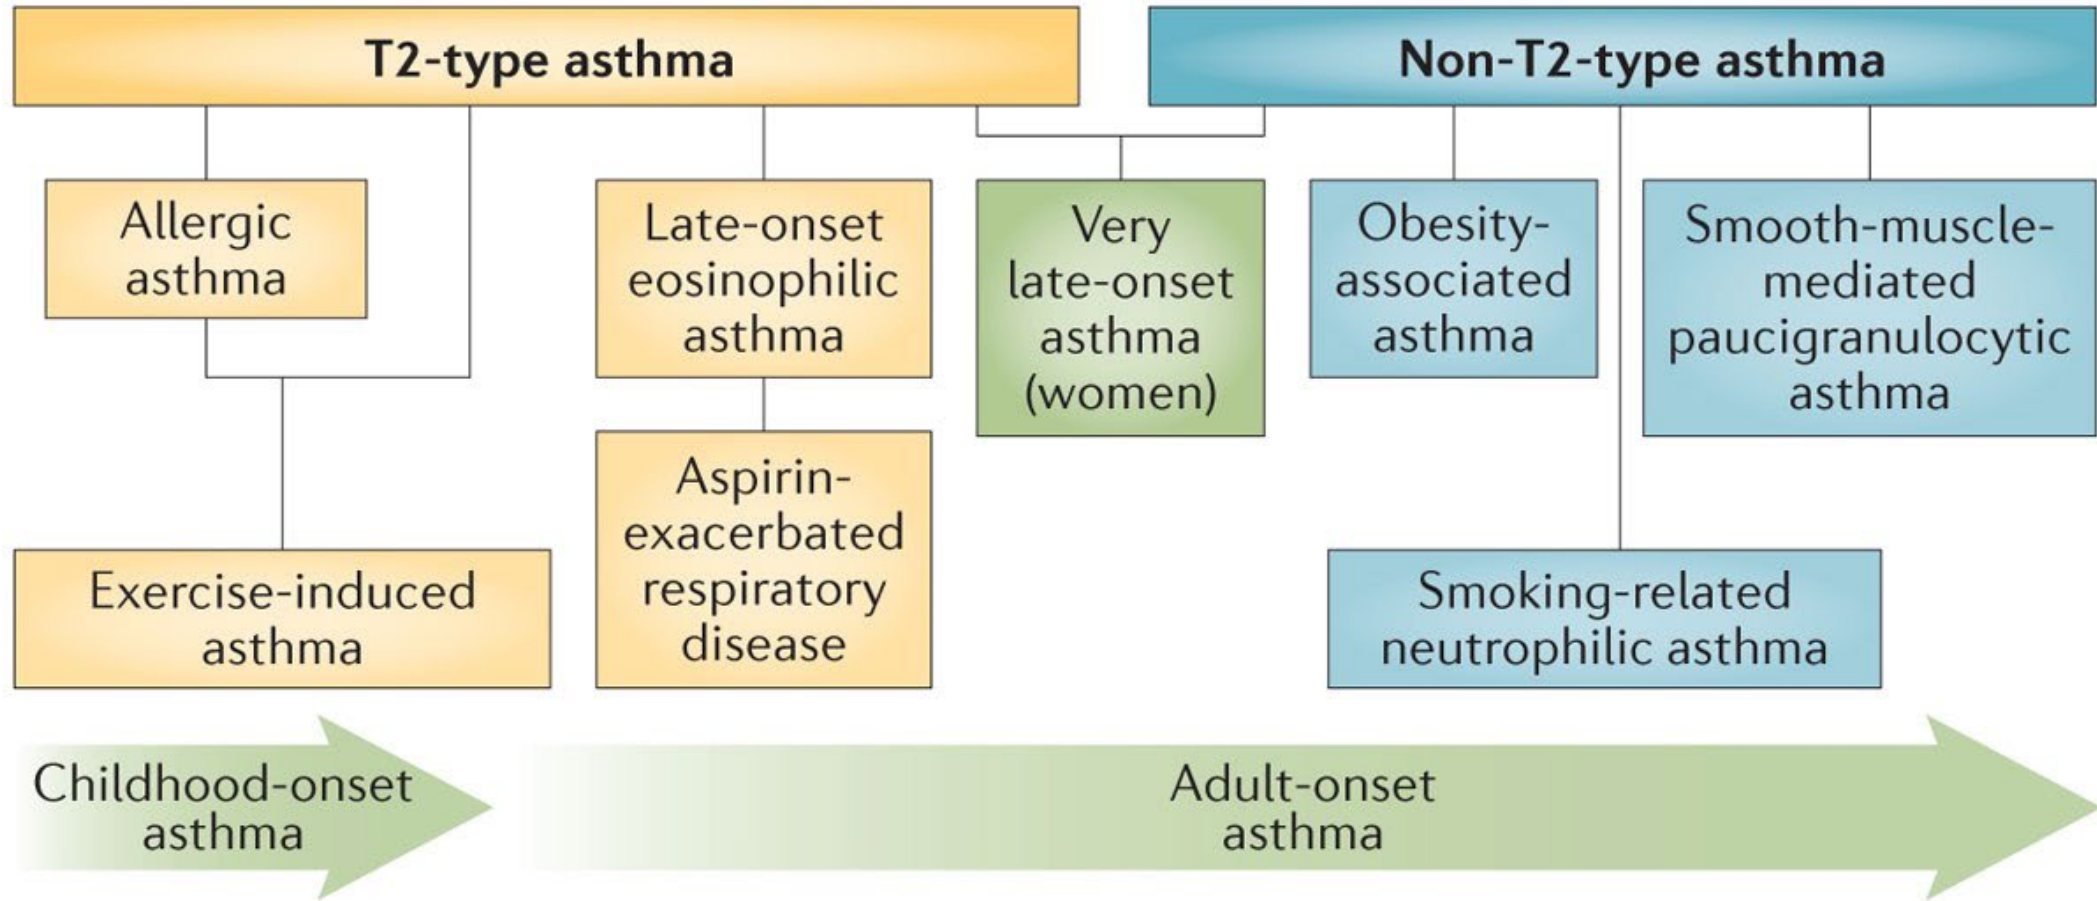 T2-type asthma
Non-T2-type asthma
Allergic
asthma
Late-onset
eosinophilic
asthma
Very
late-onset
asthma
(women)
Obesity-
associated
asthma
Smooth-muscle-
mediated
paucigranulocytic
asthma
Aspirin-
exacerbated
respiratory
disease
Exercise-induced
asthma
Smoking-related
neutrophilic asthma
Childhood-onset
asthma
Adult-onset
asthma